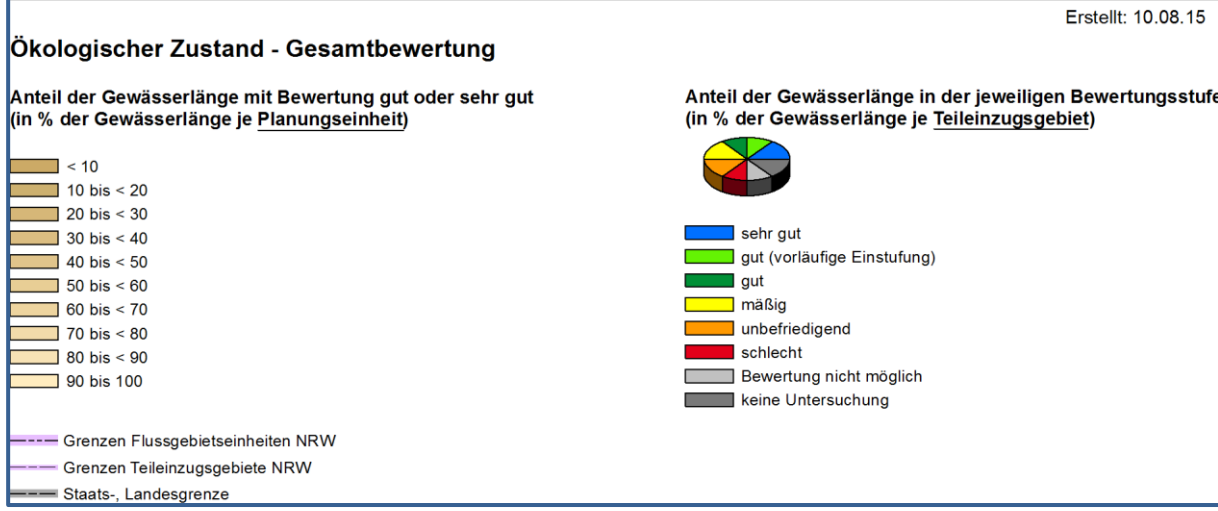 Erstellt: 10.08.15
Ökologischer Zustand - Gesamtbewertung
Anteil der Gewässerlänge mit Bewertung gut oder sehr gut
(in % der Gewässerlänge je Planungseinheit)
< 10
10 bis < 20
20 bis < 30
30 bis < 40
40 bis < 50
50 bis < 60
60 bis < 70
70 bis < 80
80 bis < 90
90 bis 100
Grenzen Flussgebietseinheiten NRW
Grenzen Teileinzugsgebiete NRW
Staats-, Landesgrenze
Anteil der Gewässerlänge in der jeweiligen Bewertungsstufe
(in % der Gewässerlänge je Teileinzugsgebiet)
sehr gut
gut (vorläufige Einstufung)
gut
mäßig
unbefriedigend
schlecht
Bewertung nicht möglich
keine Untersuchung